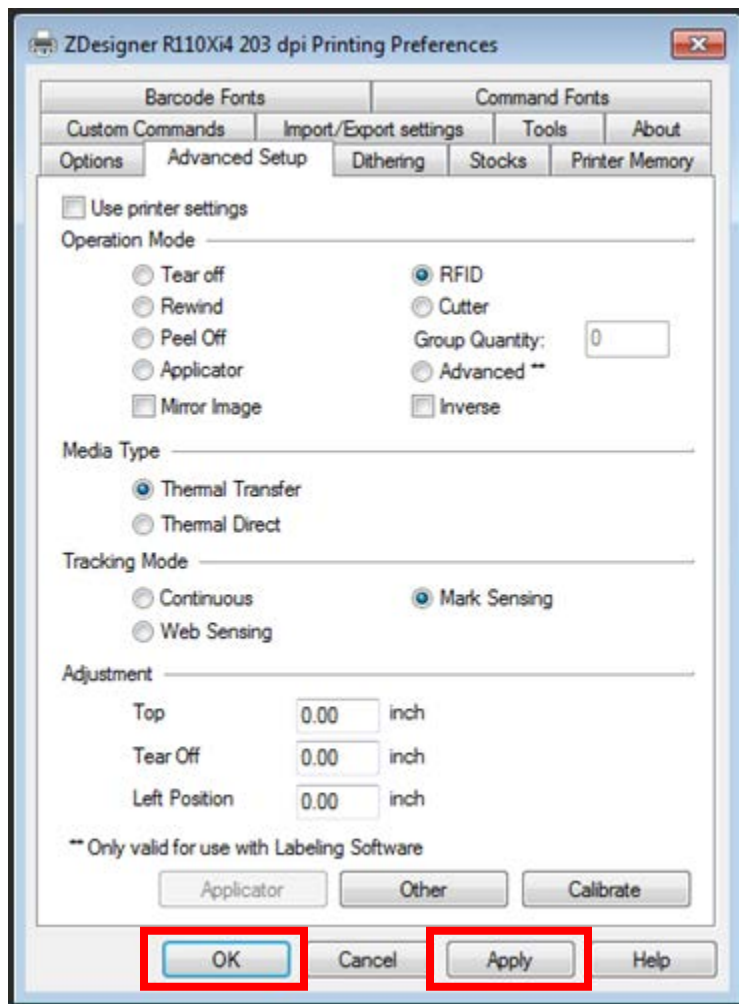 ZDesigner R110Xi4 203 dpi Printing Preferences
Barcode Fonts Command Fonts
Custom Commands Import/Export settings Tools About
Options Advanced Setup Dithering Stocks Printer Memory
Use printer settings
Operation Mode
Tear off RFID
Rewind Cutter
Peel Off Group Quantity: 0
Applicator Advanced **
Mirror Image Inverse
Media Type
Thermal Transfer
Thermal Direct
Tracking Mode
Continuous Mark Sensing
Web Sensing
Adjustment
Top 0.00 inch
Tear Off 0.00 inch
Left Position 0.00 inch
** Only valid for use with Labeling Software
Applicator Other Calibrate
OK Cancel Apply Help